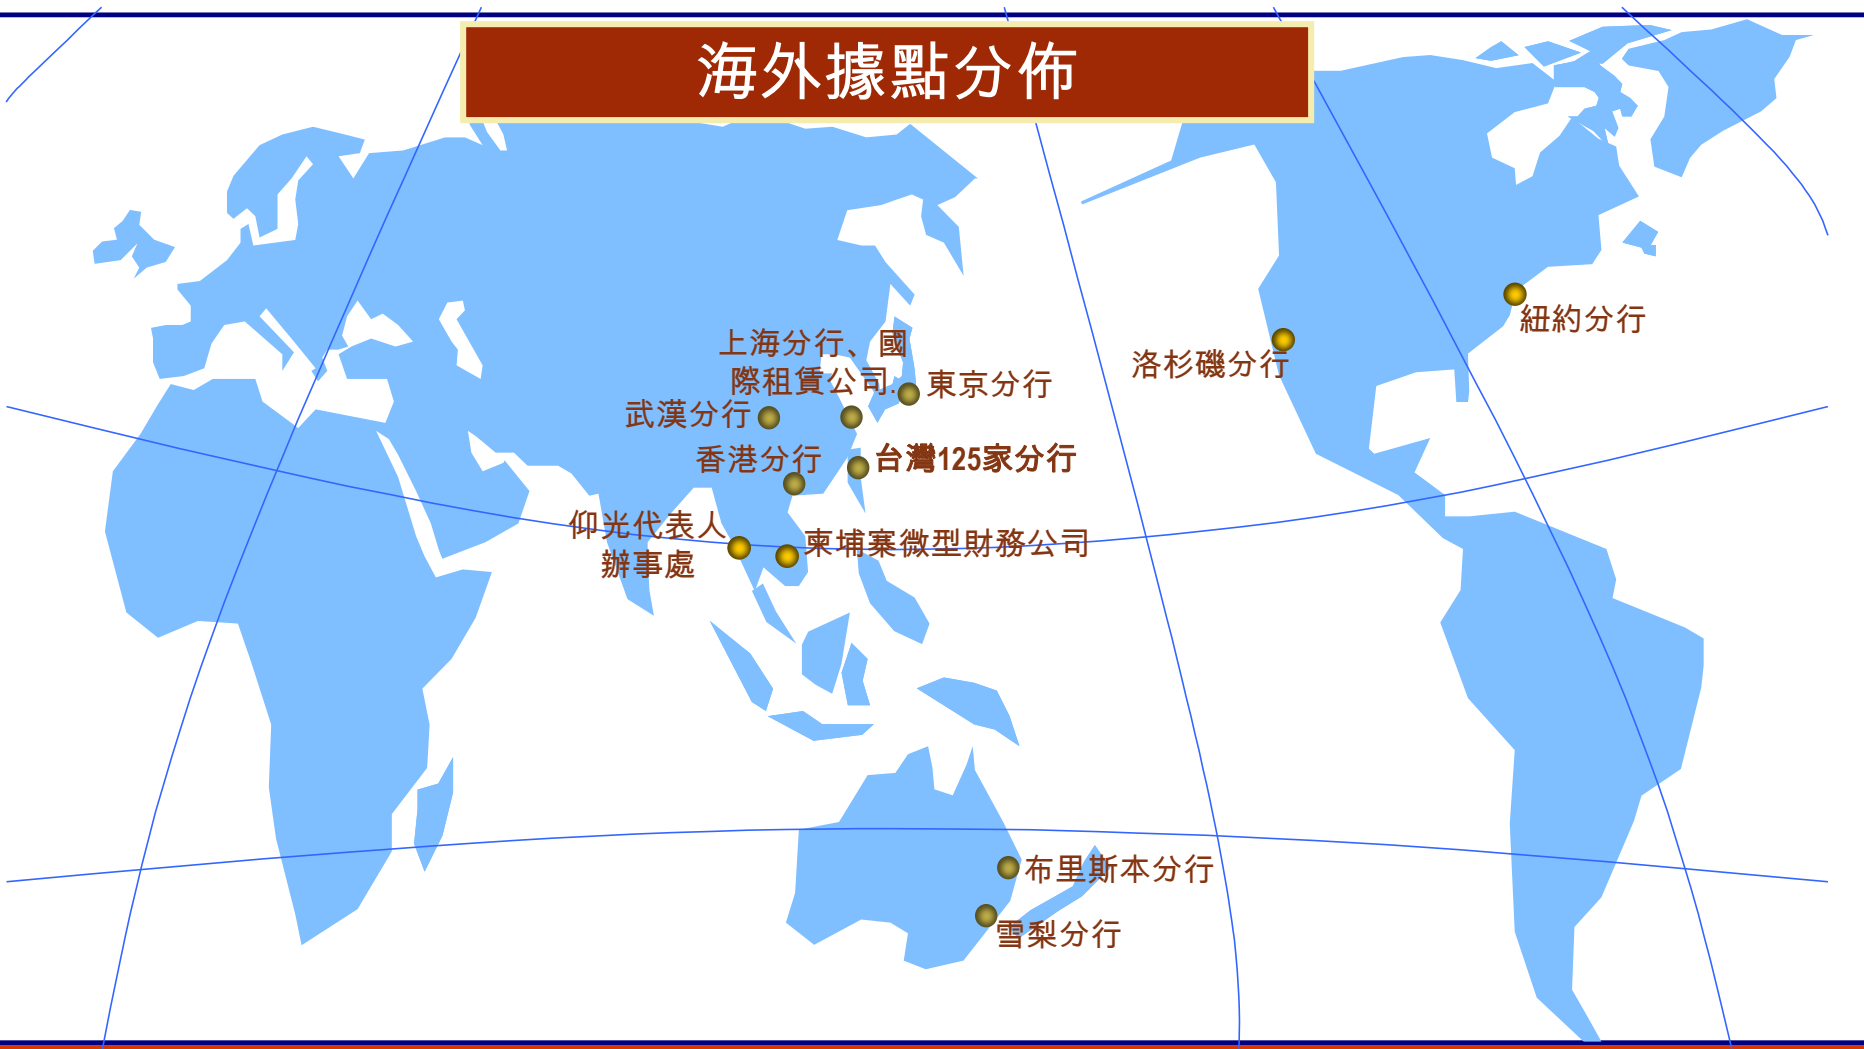 海外據點分佈
紐約分行
上海分行、國
際租賃公司.
洛杉磯分行
東京分行
武漢分行
香港分行
台灣125家分行
仰光代表人
辦事處
柬埔寨微型財務公司
布里斯本分行
雪梨分行